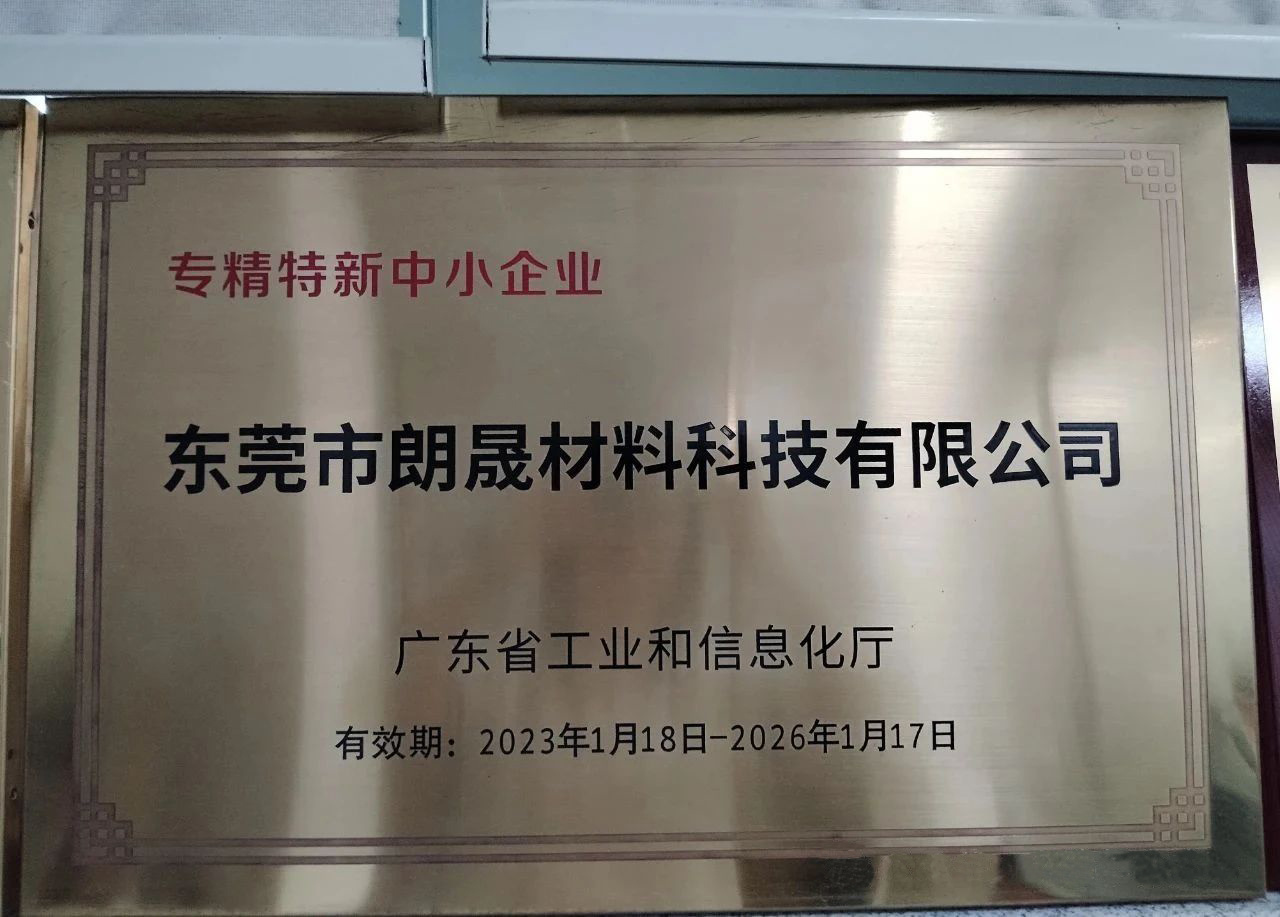 专精特新中小企业
东莞市朗晟材料科技有限公司
广东省工业和信息化厅
有效期：2023年1月18日-2026年1月17日